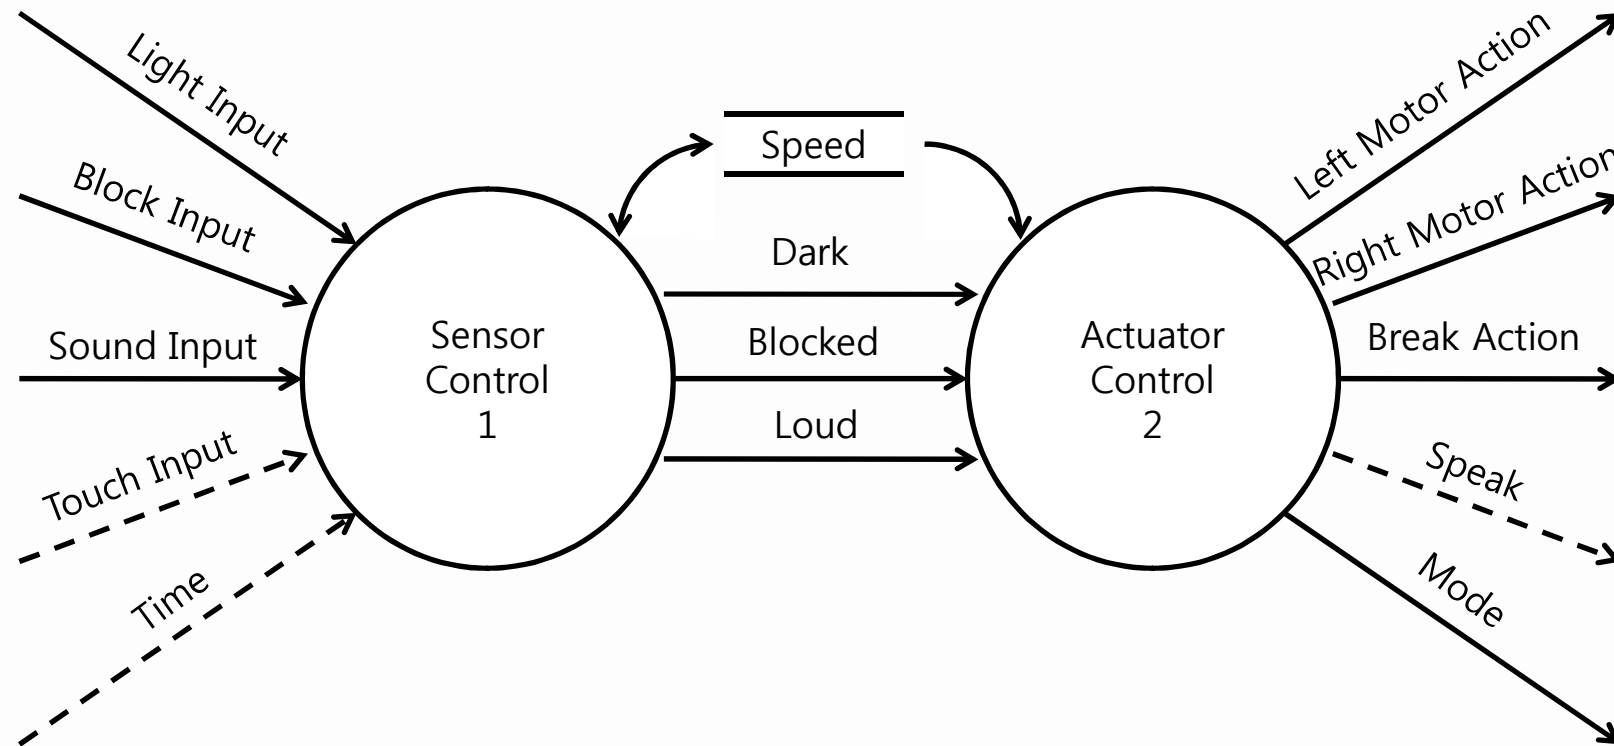 Light Input
Block Input
Sound Input
Touch Input
Time
Sensor
Control
1
Speed
Dark
Blocked
Loud
Actuator
Control
2
Left Motor Action
Right Motor Action
Break Action
Speak
Mode